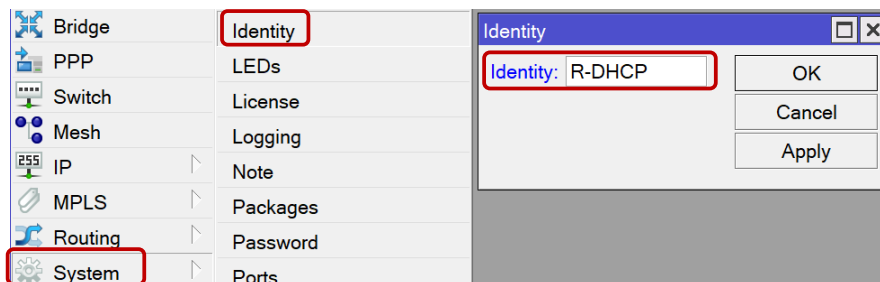 Bridge
PPP
Switch
Mesh
255
IP
MPLS
Routing
System
Identity
LEDs
License
Logging
Note
Packages
Password
Ports
Identity
Identity: R-DHCP
OK
Cancel
Apply